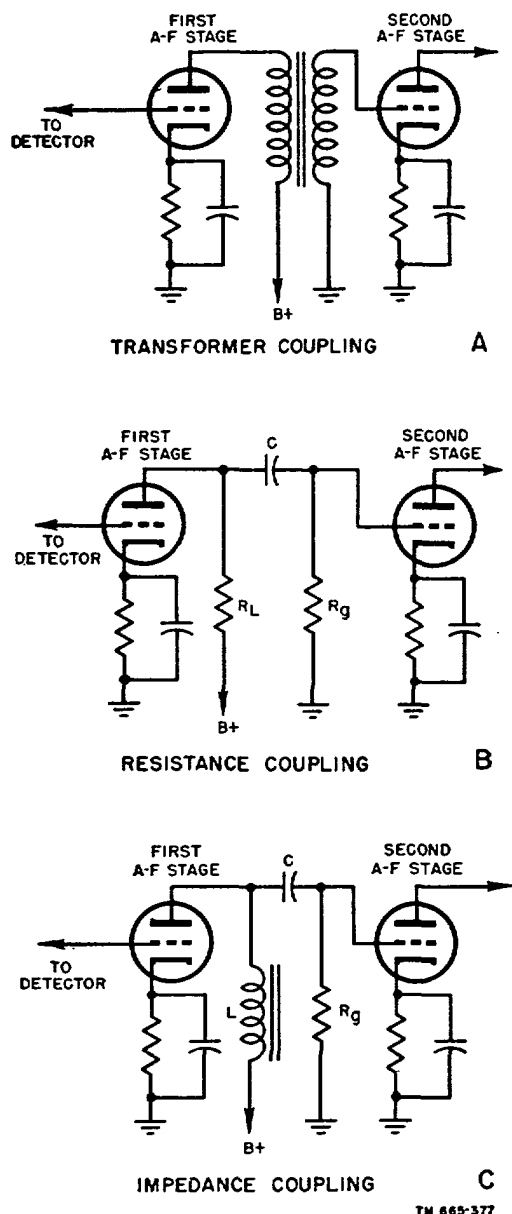 FIRST
A-F STAGE
SECOND
A-F STAGE
TO
DETECTOR
B+
TRANSFORMER COUPLING A
FIRST
A-F STAGE
C
SECOND
A-F STAGE
TO
DETECTOR
RL
Rg
B+
RESISTANCE COUPLING B
FIRST
A-F STAGE
C
SECOND
A-F STAGE
TO
DETECTOR
L
Rg
B+
IMPEDANCE COUPLING C
TM 665-377